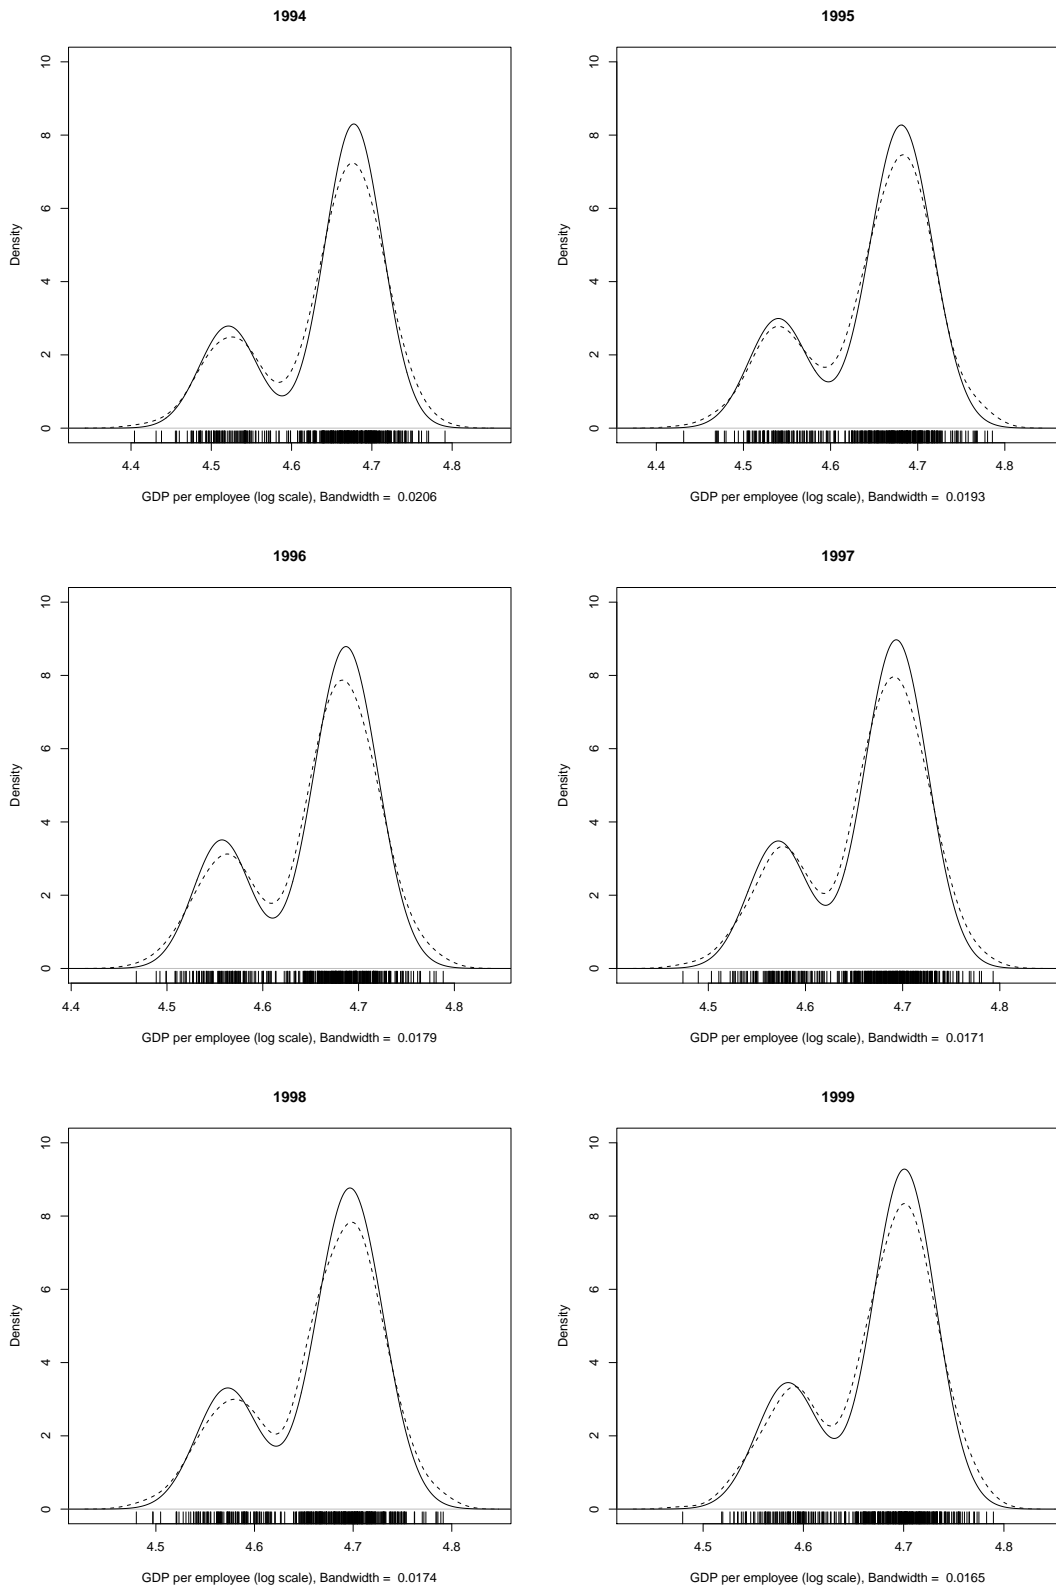 1994
Density
10
8
6
4
2
0
4.4 4.5 4.6 4.7 4.8
GDP per employee (log scale), Bandwidth = 0.0206
1995
Density
10
8
6
4
2
0
4.4 4.5 4.6 4.7 4.8
GDP per employee (log scale), Bandwidth = 0.0193
1996
Density
10
8
6
4
2
0
4.4 4.5 4.6 4.7 4.8
GDP per employee (log scale), Bandwidth = 0.0179
1997
Density
10
8
6
4
2
0
4.5 4.6 4.7 4.8
GDP per employee (log scale), Bandwidth = 0.0171
1998
Density
10
8
6
4
2
0
4.5 4.6 4.7 4.8
GDP per employee (log scale), Bandwidth = 0.0174
1999
Density
10
8
6
4
2
0
4.5 4.6 4.7 4.8
GDP per employee (log scale), Bandwidth = 0.0165